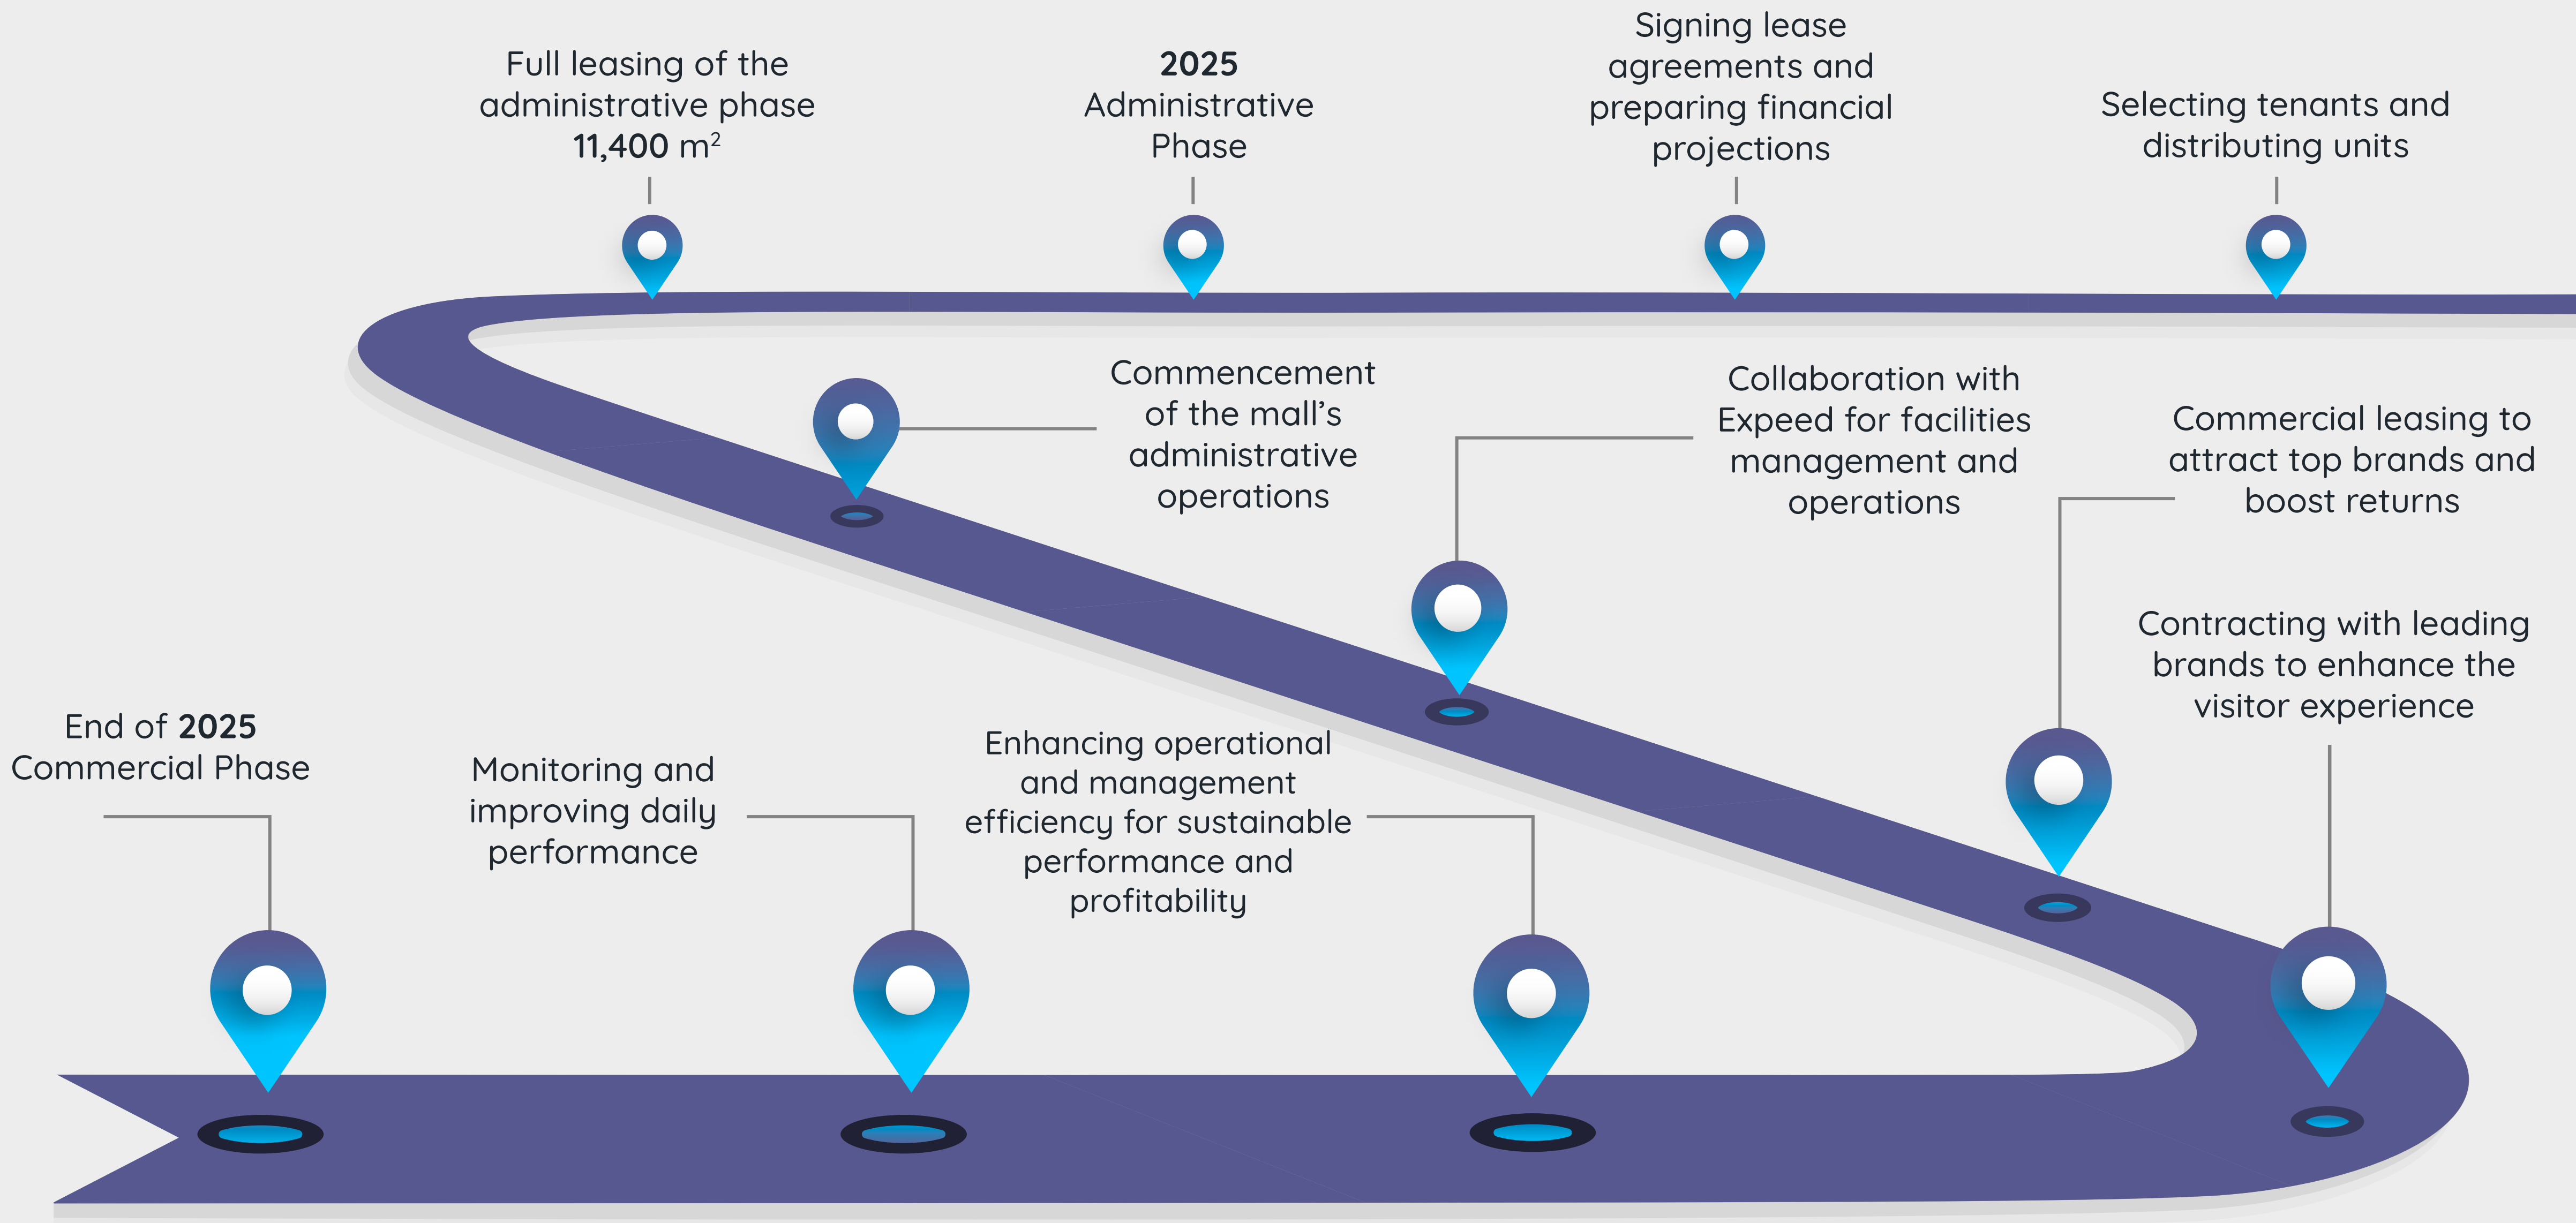 Full leasing of the
administrative phase
11,400 m²
2025
Administrative
Phase
Signing lease
agreements and
preparing financial
projections
Selecting tenants and
distributing units
Commencement
of the mall’s
administrative
operations
Collaboration with
Expeed for facilities
management and
operations
Commercial leasing to
attract top brands and
boost returns
Contracting with leading
brands to enhance the
visitor experience
End of 2025
Commercial Phase
Monitoring and
improving daily
performance
Enhancing operational
and management
efficiency for sustainable
performance and
profitability